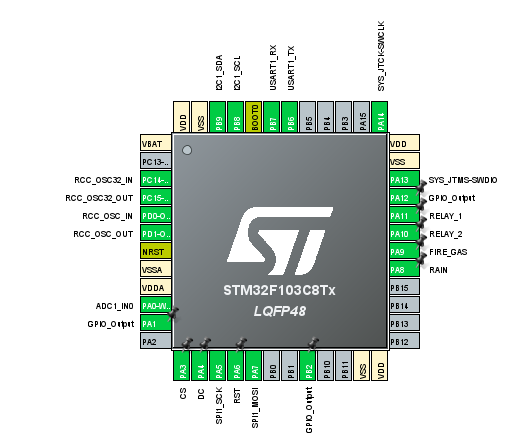 I2C1_SDA
I2C1_SCL
USART1_RX
USART1_TX
SYS_JTCK-SWCLK
VDD
VSS
PB9
PB8
BOOT0
PB7
PB6
PB5
PB4
PB3
PA15
PA14
VBAT
VDD
PC13-..
VSS
RCC_OSC32_IN PC14-..
PA13 SYS_JTMS-SWDIO
RCC_OSC32_OUT PC15-..
PA12 GPIO_Output
RCC_OSC_IN PD0-O..
PA11 RELAY_1
RCC_OSC_OUT PD1-O..
PA10 RELAY_2
NRST
PA9 FIRE_GAS
VSSA
PA8 RAIN
VDDA
PB15
ADC1_IN0 PA0-W..
PB14
GPIO_Output PA1
PB13
PA2
PB12
ST
STM32F103C8Tx
LQFP48
PA3
PA4
PA5
PA6
PA7
PB0
PB1
PB2
PB10
PB11
VSS
VDD
CS
DC
SPI1_SCK
RST
SPI1_MOSI
GPIO_Output